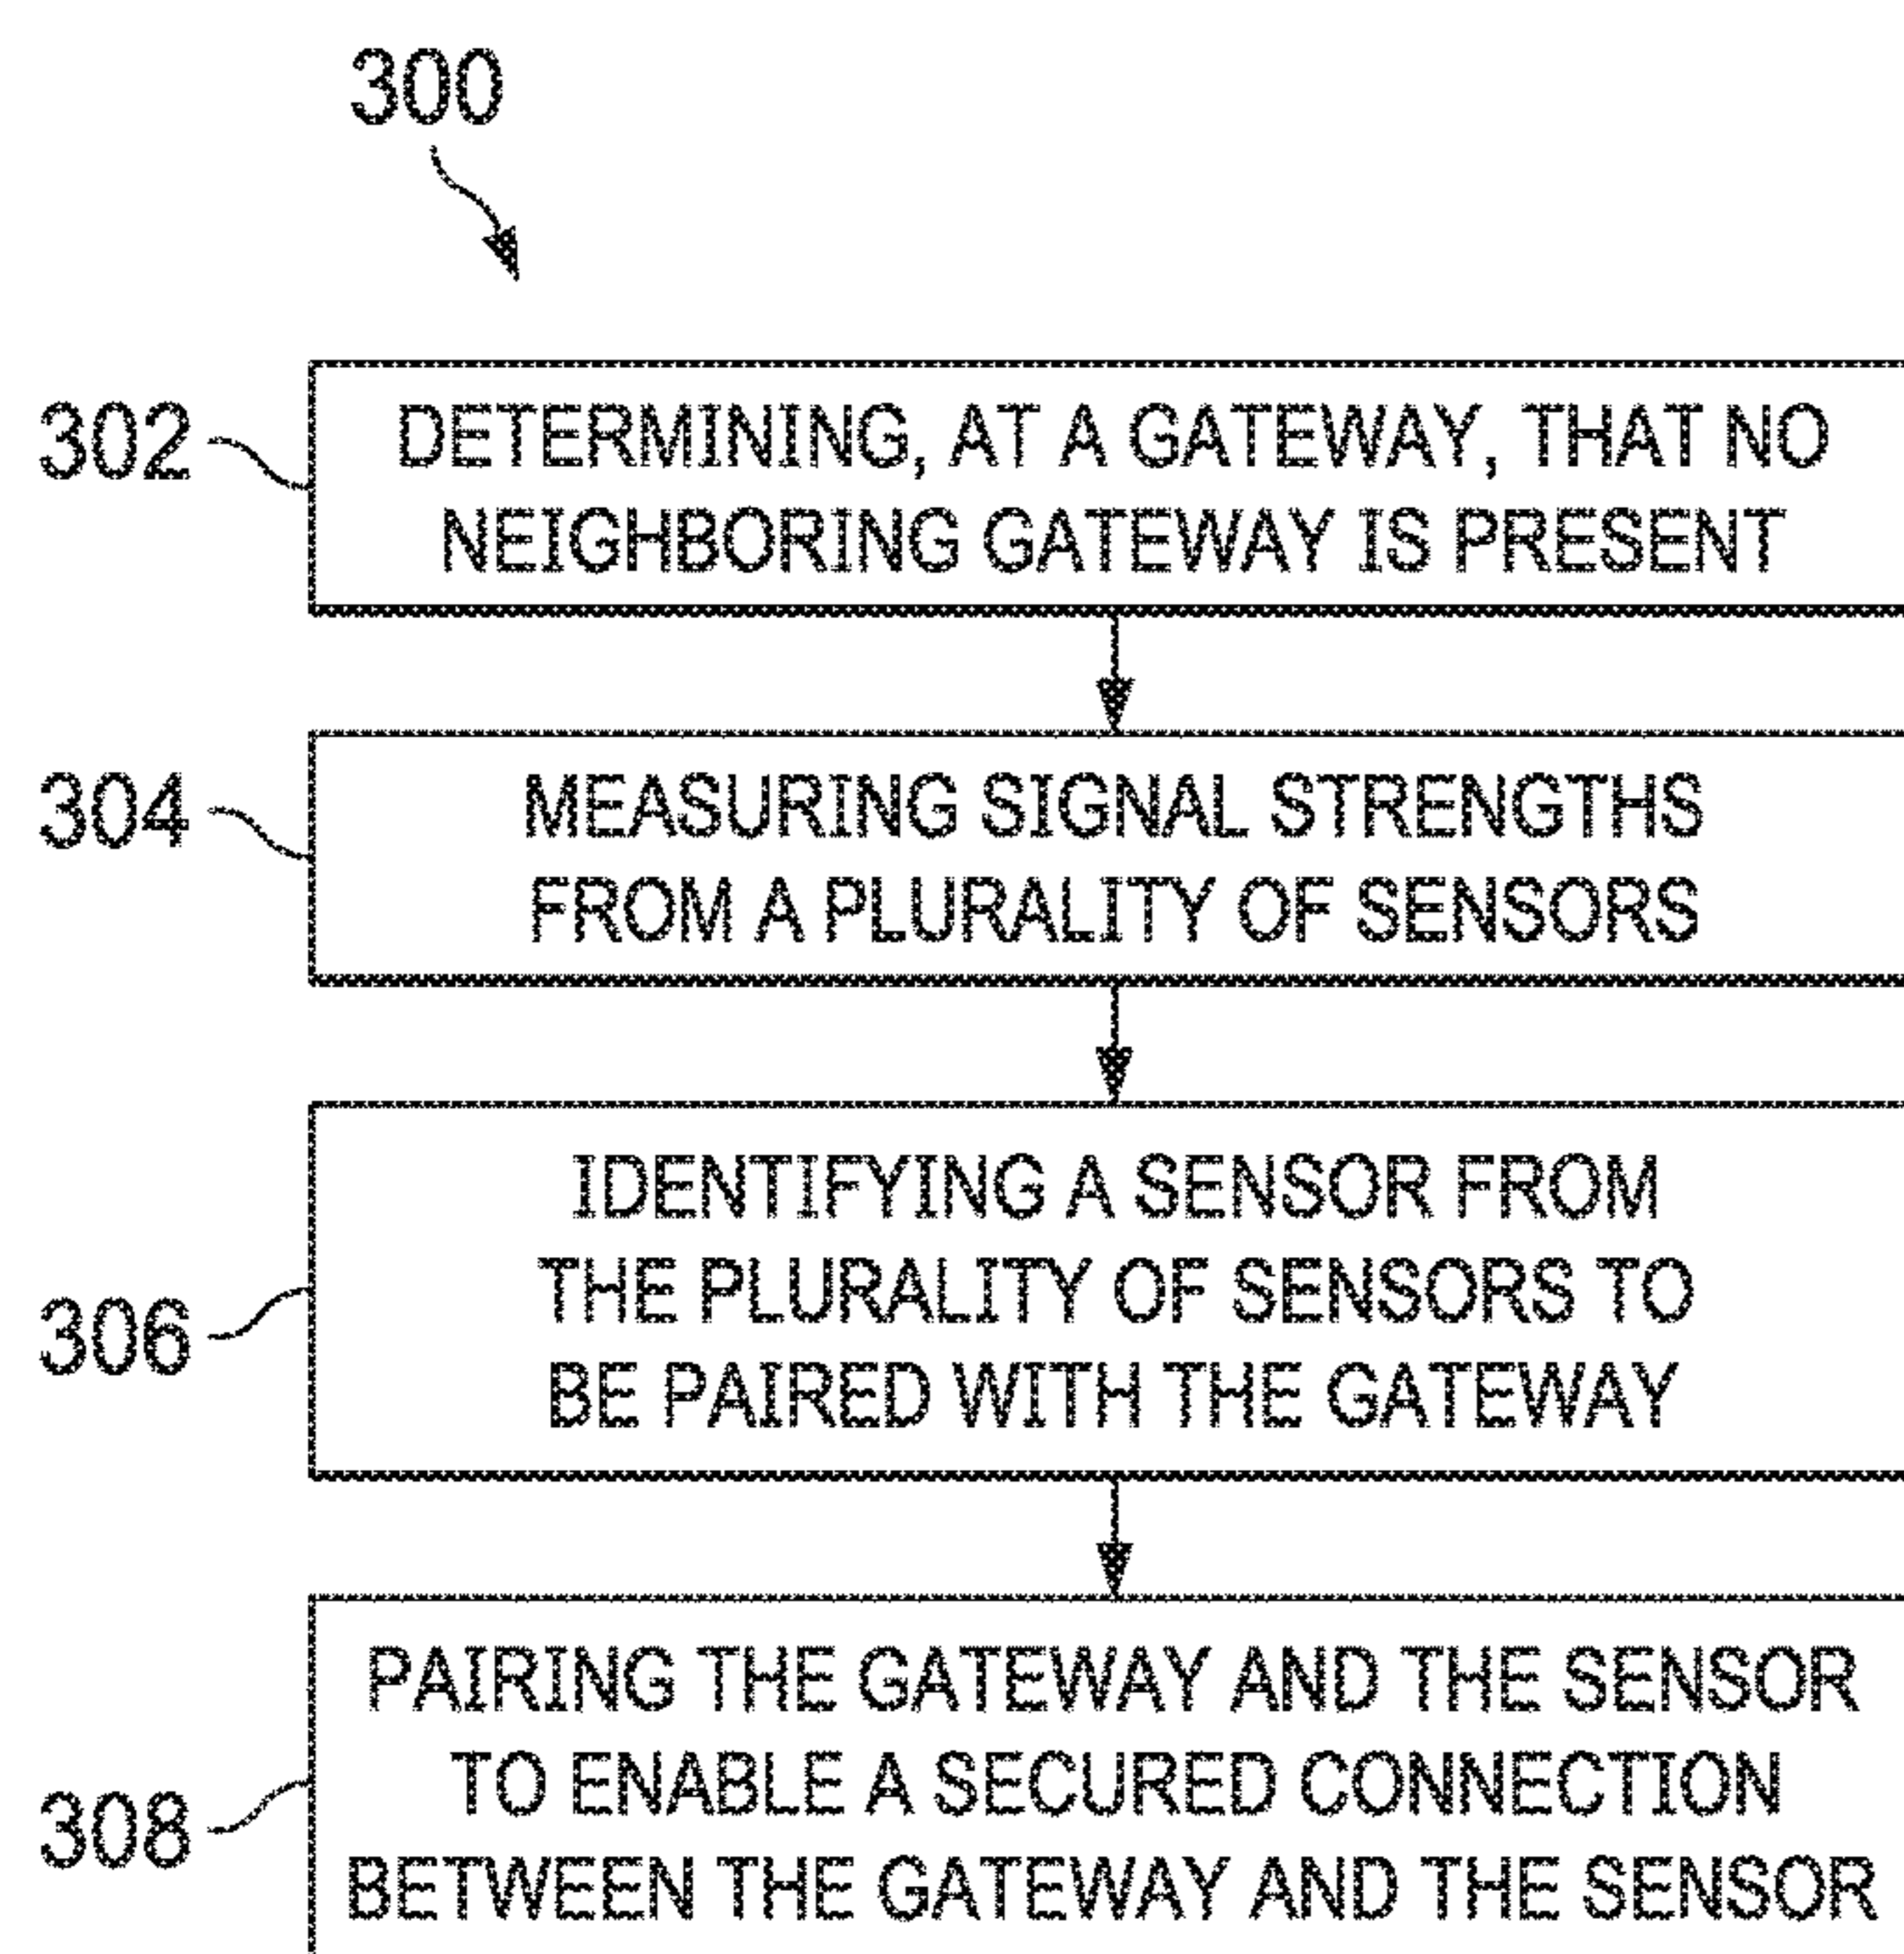 300
302
DETERMINING, AT A GATEWAY, THAT NO
NEIGHBORING GATEWAY IS PRESENT
304
MEASURING SIGNAL STRENGTHS
FROM A PLURALITY OF SENSORS
306
IDENTIFYING A SENSOR FROM
THE PLURALITY OF SENSORS TO
BE PAIRED WITH THE GATEWAY
308
PAIRING THE GATEWAY AND THE SENSOR
TO ENABLE A SECURED CONNECTION
BETWEEN THE GATEWAY AND THE SENSOR